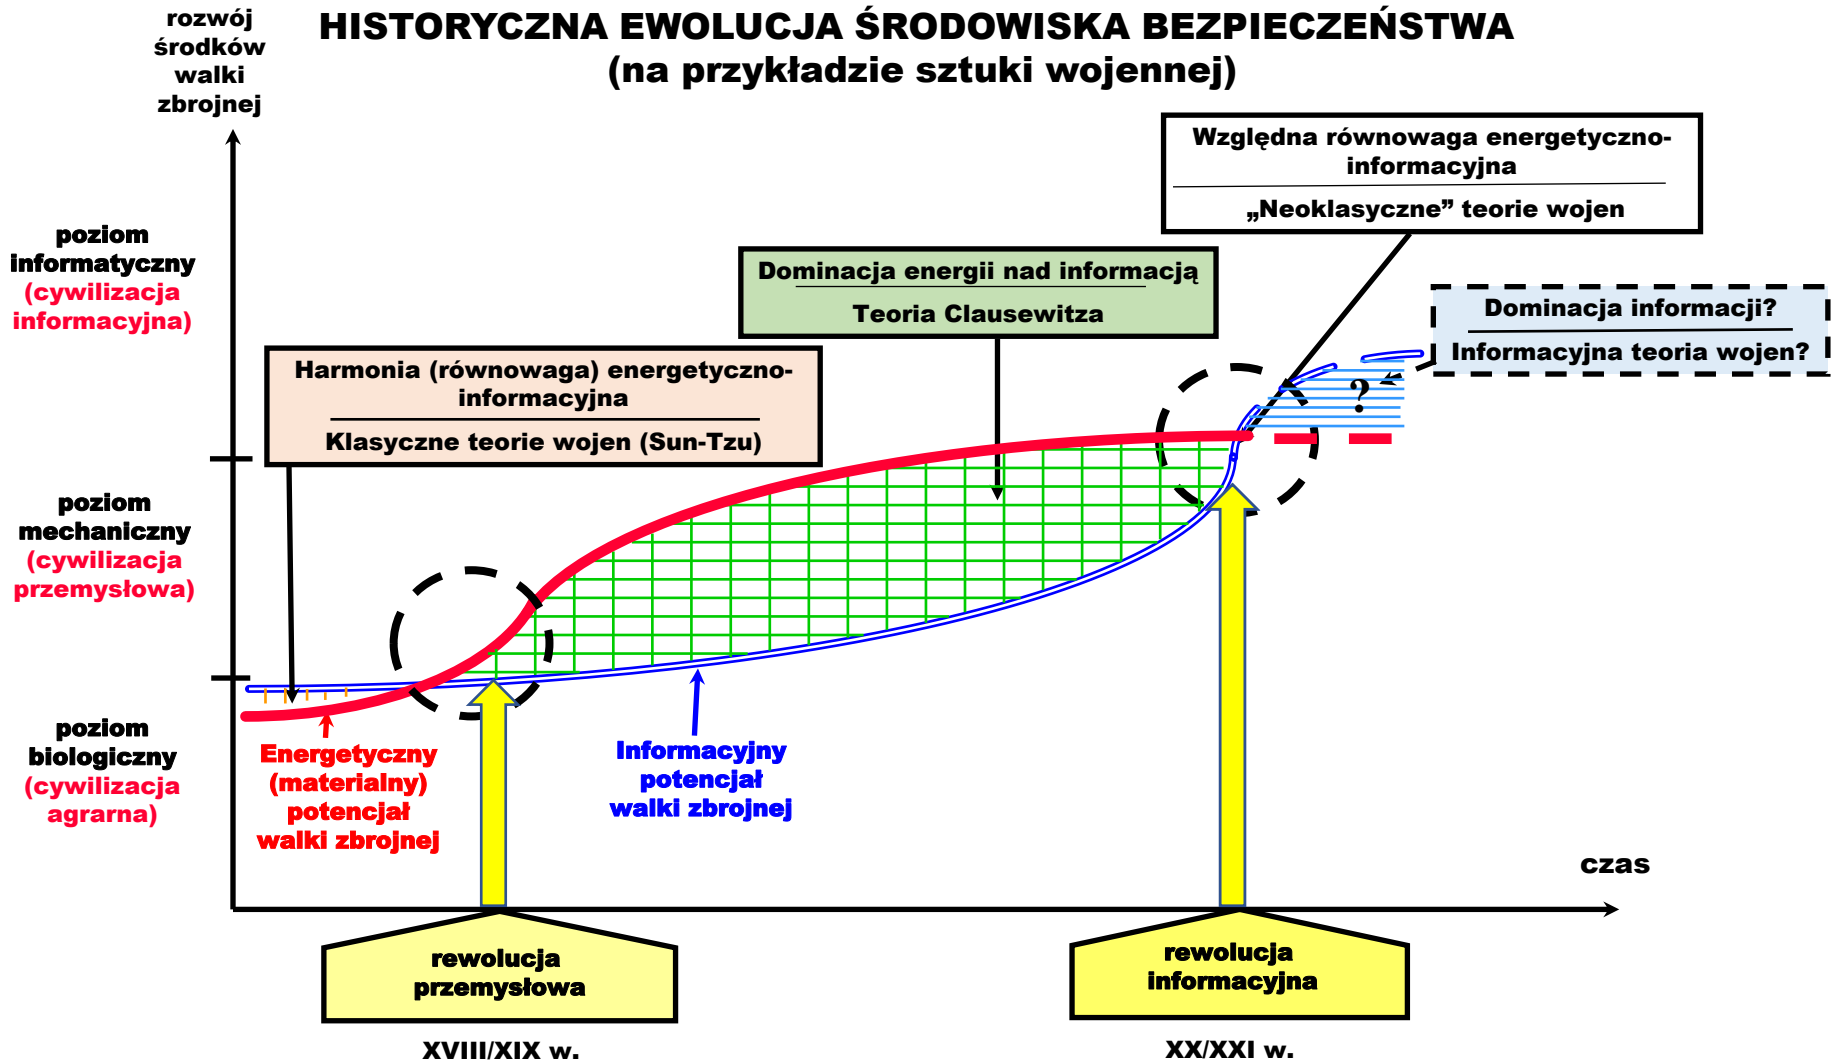 HISTORYCZNA EWOLUCJA ŚRODOWISKA BEZPIECZEŃSTWA
(na przykładzie sztuki wojennej)
rozwój
środków
walki
zbrojnej
Względna równowaga energetyczno-
informacyjna
„Neoklasyczne” teorie wojen
poziom
informatyczny
(cywilizacja
informacyjna)
Dominacja energii nad informacją
Teoria Clausewitza
Dominacja informacji?
Informacyjna teoria wojen?
Harmonia (równowaga) energetyczno-
informacyjna
Klasyczne teorie wojen (Sun-Tzu)
?
poziom
mechaniczny
(cywilizacja
przemysłowa)
poziom
biologiczny
(cywilizacja
agrarna)
Energetyczny
(materialny)
potencjał
walki zbrojnej
Informacyjny
potencjał
walki zbrojnej
czas
rewolucja
przemysłowa
rewolucja
informacyjna
XVIII/XIX w.
XX/XXI w.